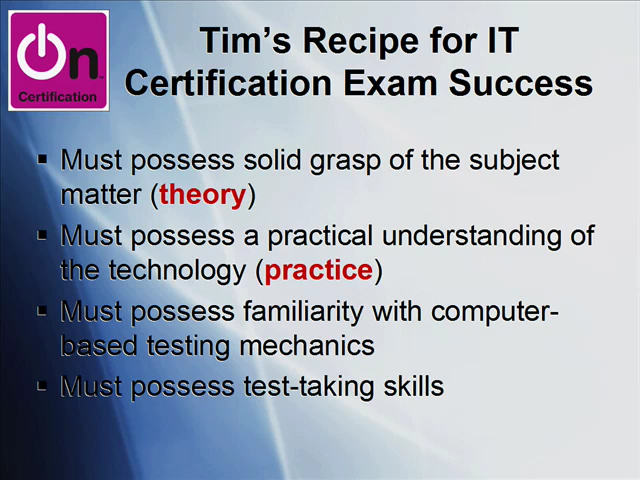 On
Certification
Tim's Recipe for IT
Certification Exam Success
▪ Must possess solid grasp of the subject
matter (theory)
▪ Must possess a practical understanding of
the technology (practice)
▪ Must possess familiarity with computer-
based testing mechanics
▪ Must possess test-taking skills